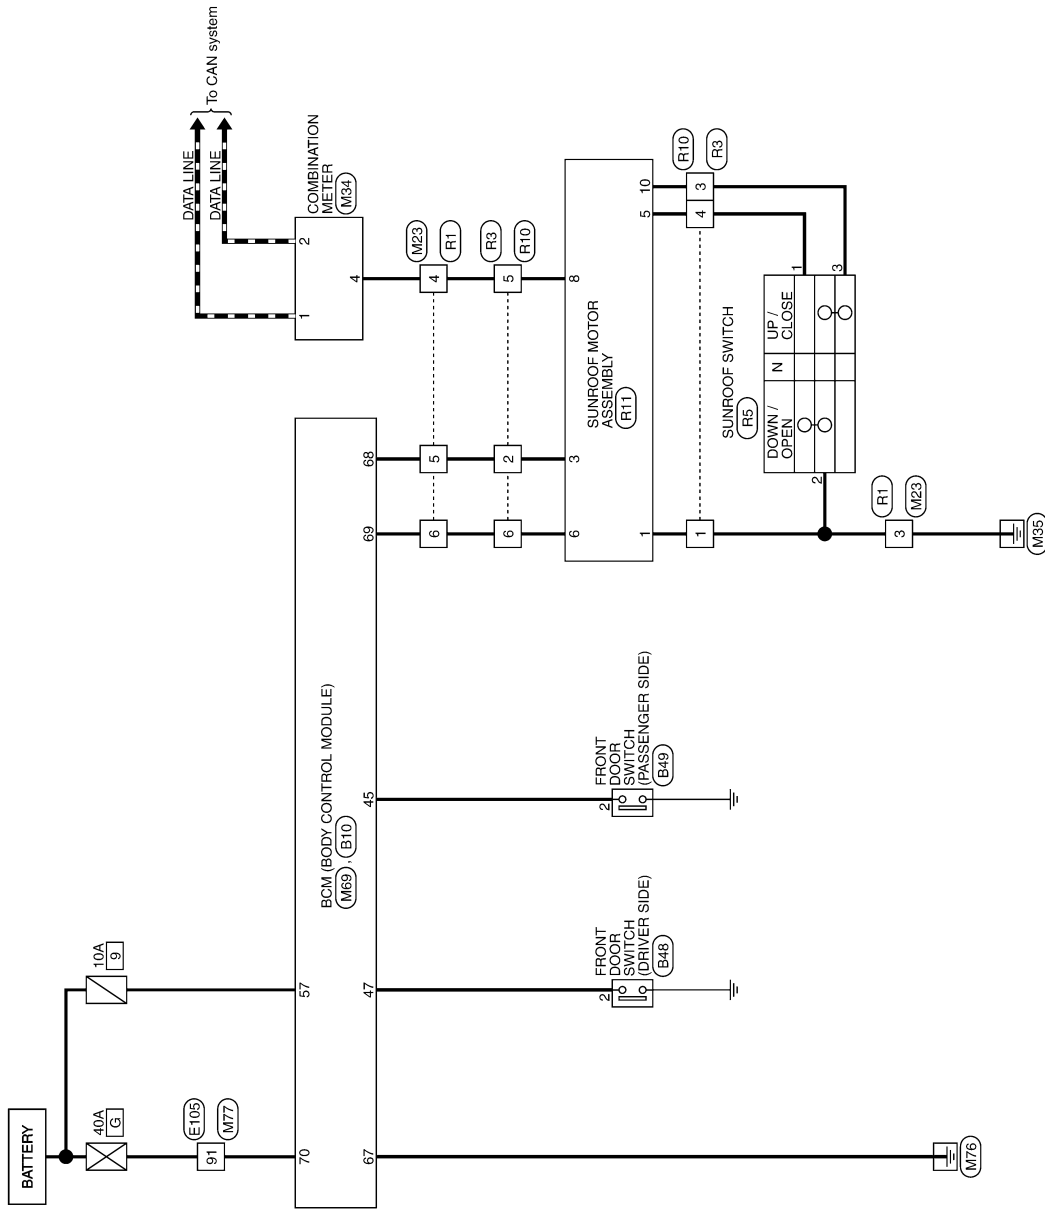 BATTERY
40A
G
10A
9
91
E105
M77
70
57
BCM (BODY CONTROL MODULE)
M69 , B10
67
47
45
69
68
FRONT
DOOR
SWITCH
(DRIVER SIDE)
B48
2
FRONT
DOOR
SWITCH
(PASSENGER SIDE)
B49
2
M76
DATA LINE
DATA LINE
To CAN system
COMBINATION
METER
M34
1
2
4
6
5
4
M23
R1
6
2
5
R3
R10
6
3
8
SUNROOF MOTOR
ASSEMBLY
R11
1
5
10
1
4
3
R10
R3
SUNROOF SWITCH
R5
DOWN /
OPEN
N
UP /
CLOSE
2
1
3
3
R1
M23
M35